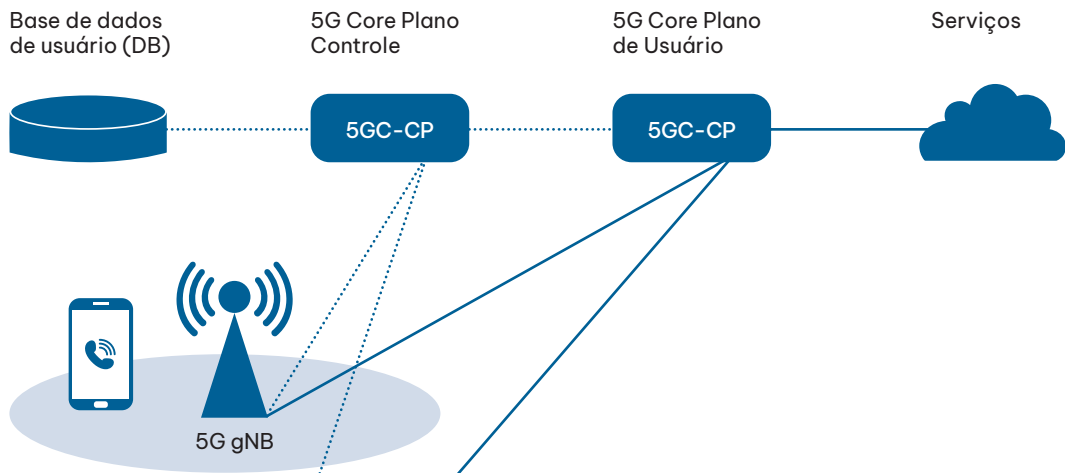 Base de dados
de usuário (DB)
5G Core Plano
Controle
5G Core Plano
de Usuário
Serviços
5GC-CP
5GC-CP
5G gNB